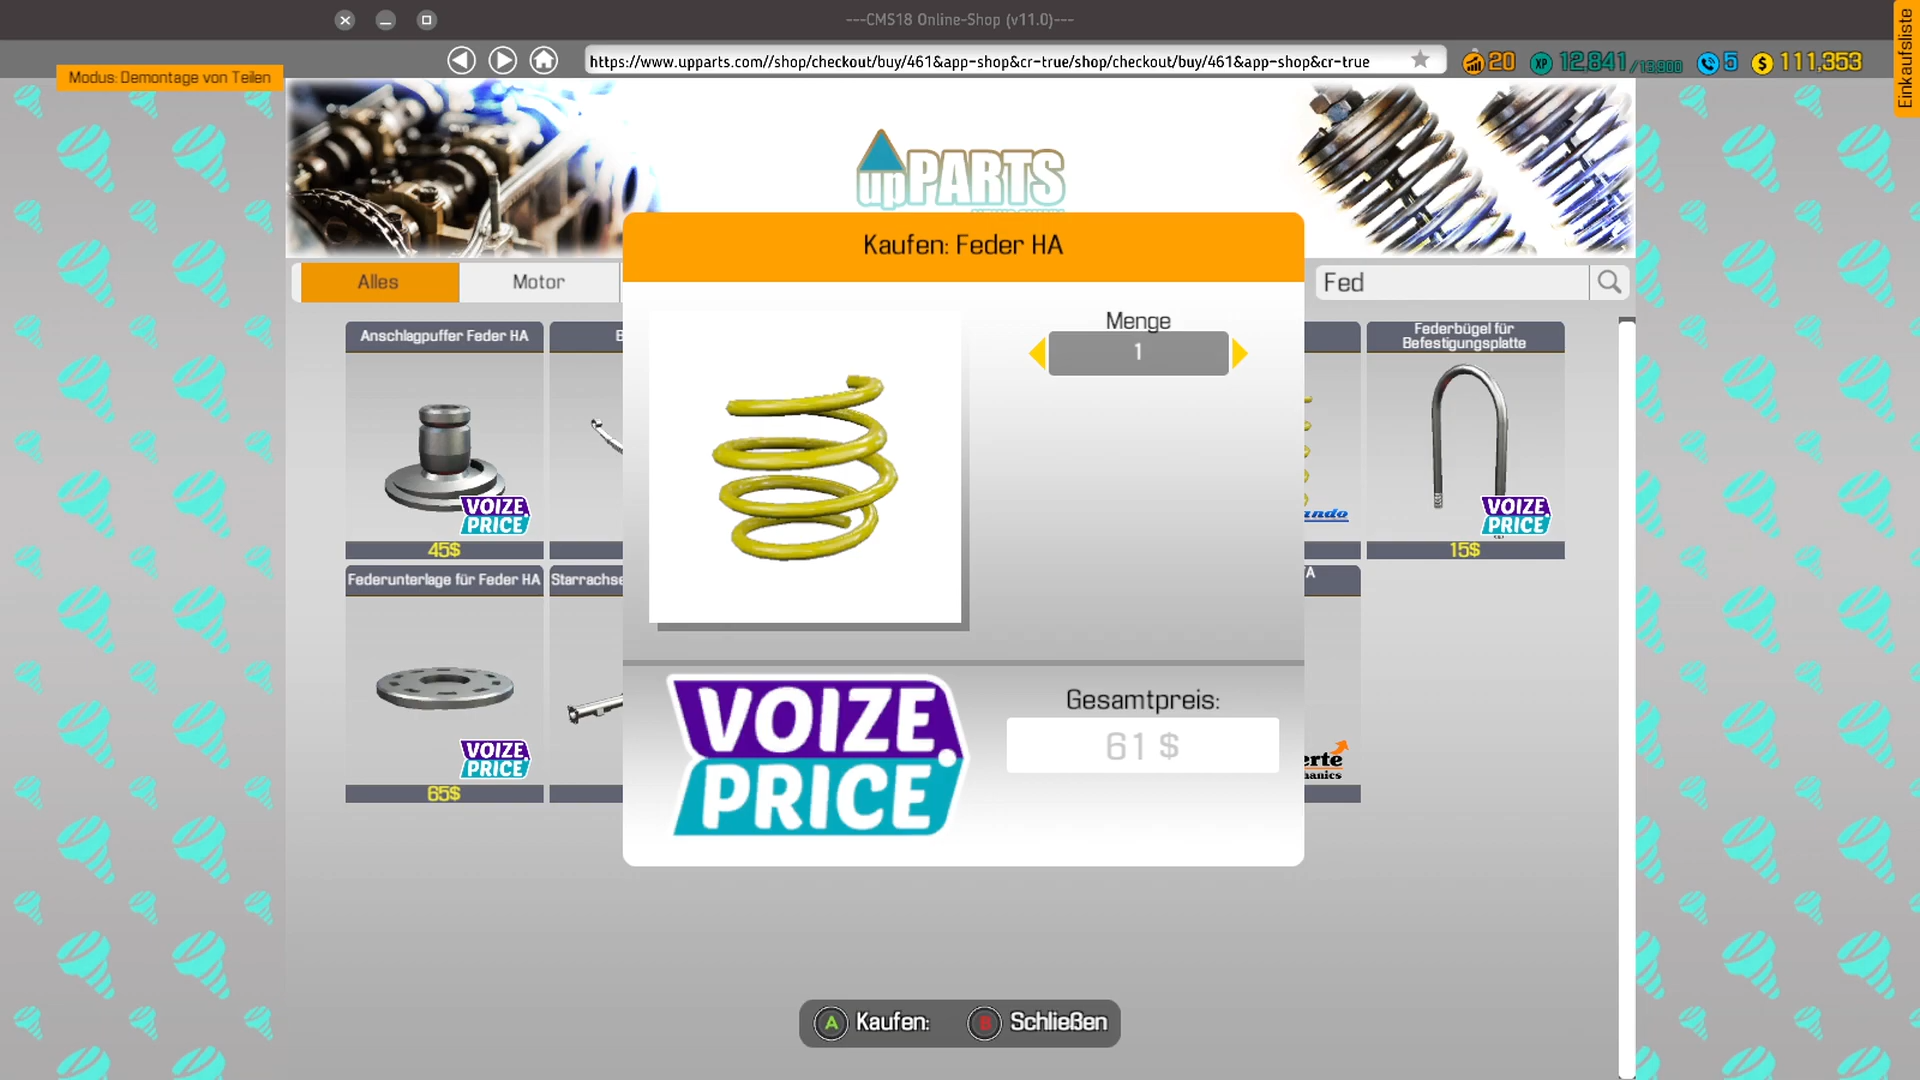 ---CMS18 Online-Shop (v11.0)---
Einkaufsliste
https://www.upparts.com//shop/checkout/buy/461&app-shop&cr-true/shop/checkout/buy/461&app-shop&cr-true
20
XP 12,841
5
$ 111,353
Modus: Demontage von Teilen
upPARTS
Kaufen: Feder HA
Alles
Motor
Fed
Menge
1
Anschlagpuffer Feder HA
Federbügel für
Befestigungsplatte
VOIZE.
PRICE
45$
VOIZE.
PRICE
15$
Federunterlage für Feder HA
VOIZE.
PRICE
65$
VOIZE.
PRICE
Gesamtpreis:
61 $
A Kaufen:
B Schließen